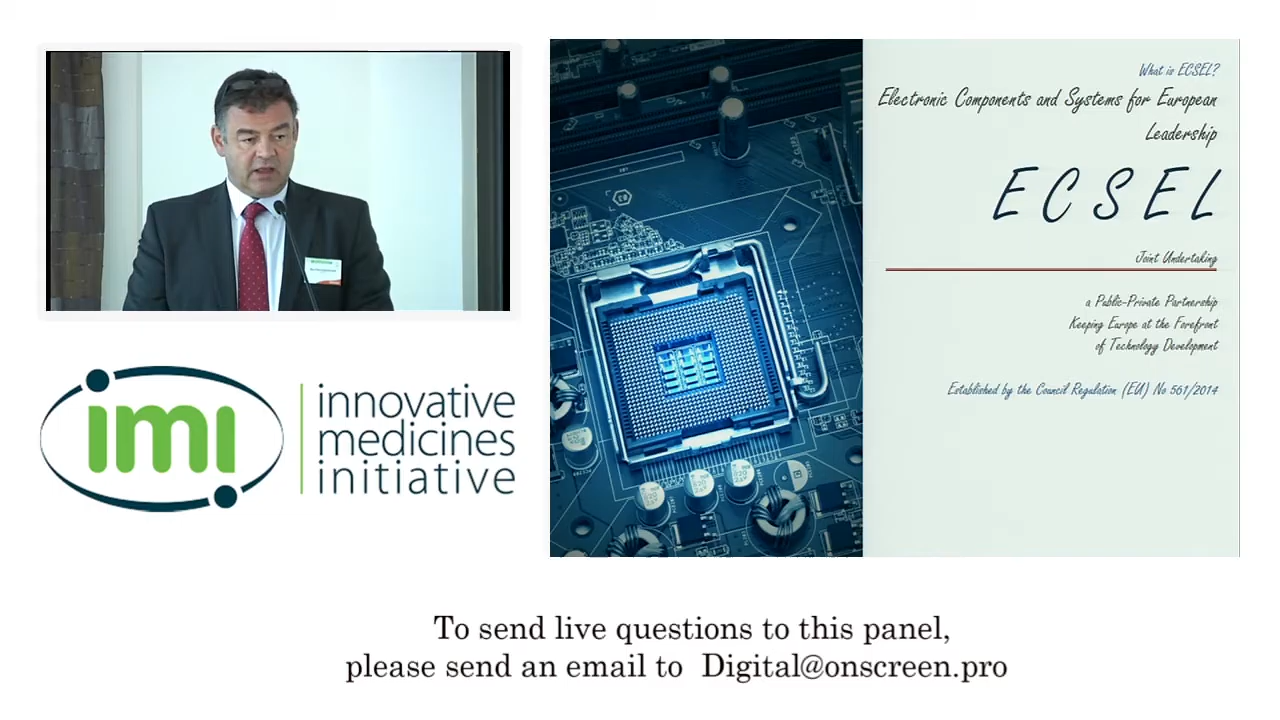 imi
innovative
medicines
initiative
What is ECSEL?
Electronic Components and Systems for European
Leadership
ECSEL
Joint Undertaking
a Public-Private Partnership
Keeping Europe at the Forefront
of Technology Development
Established by the Council Regulation (EU) No 561/2014
To send live questions to this panel,
please send an email to Digital@onscreen.pro